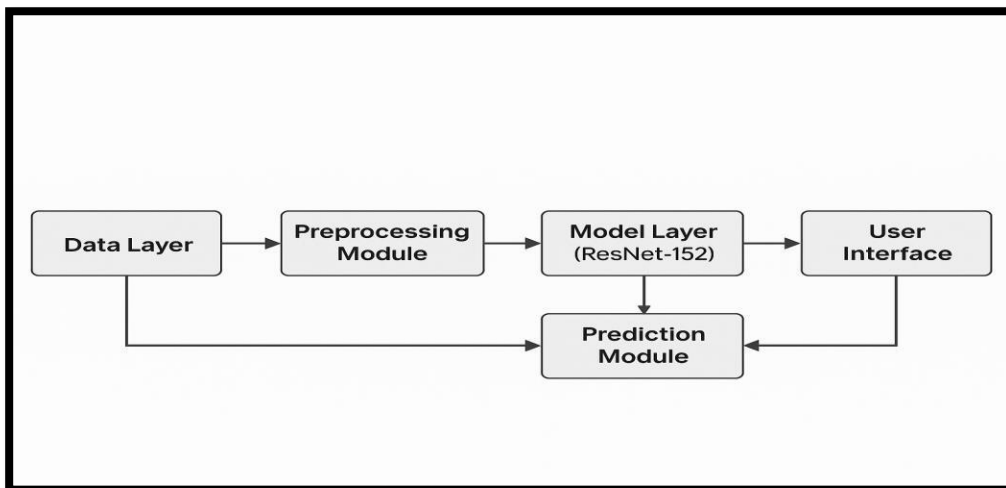 Data Layer
Preprocessing
Module
Model Layer
(ResNet-152)
User
Interface
Prediction
Module